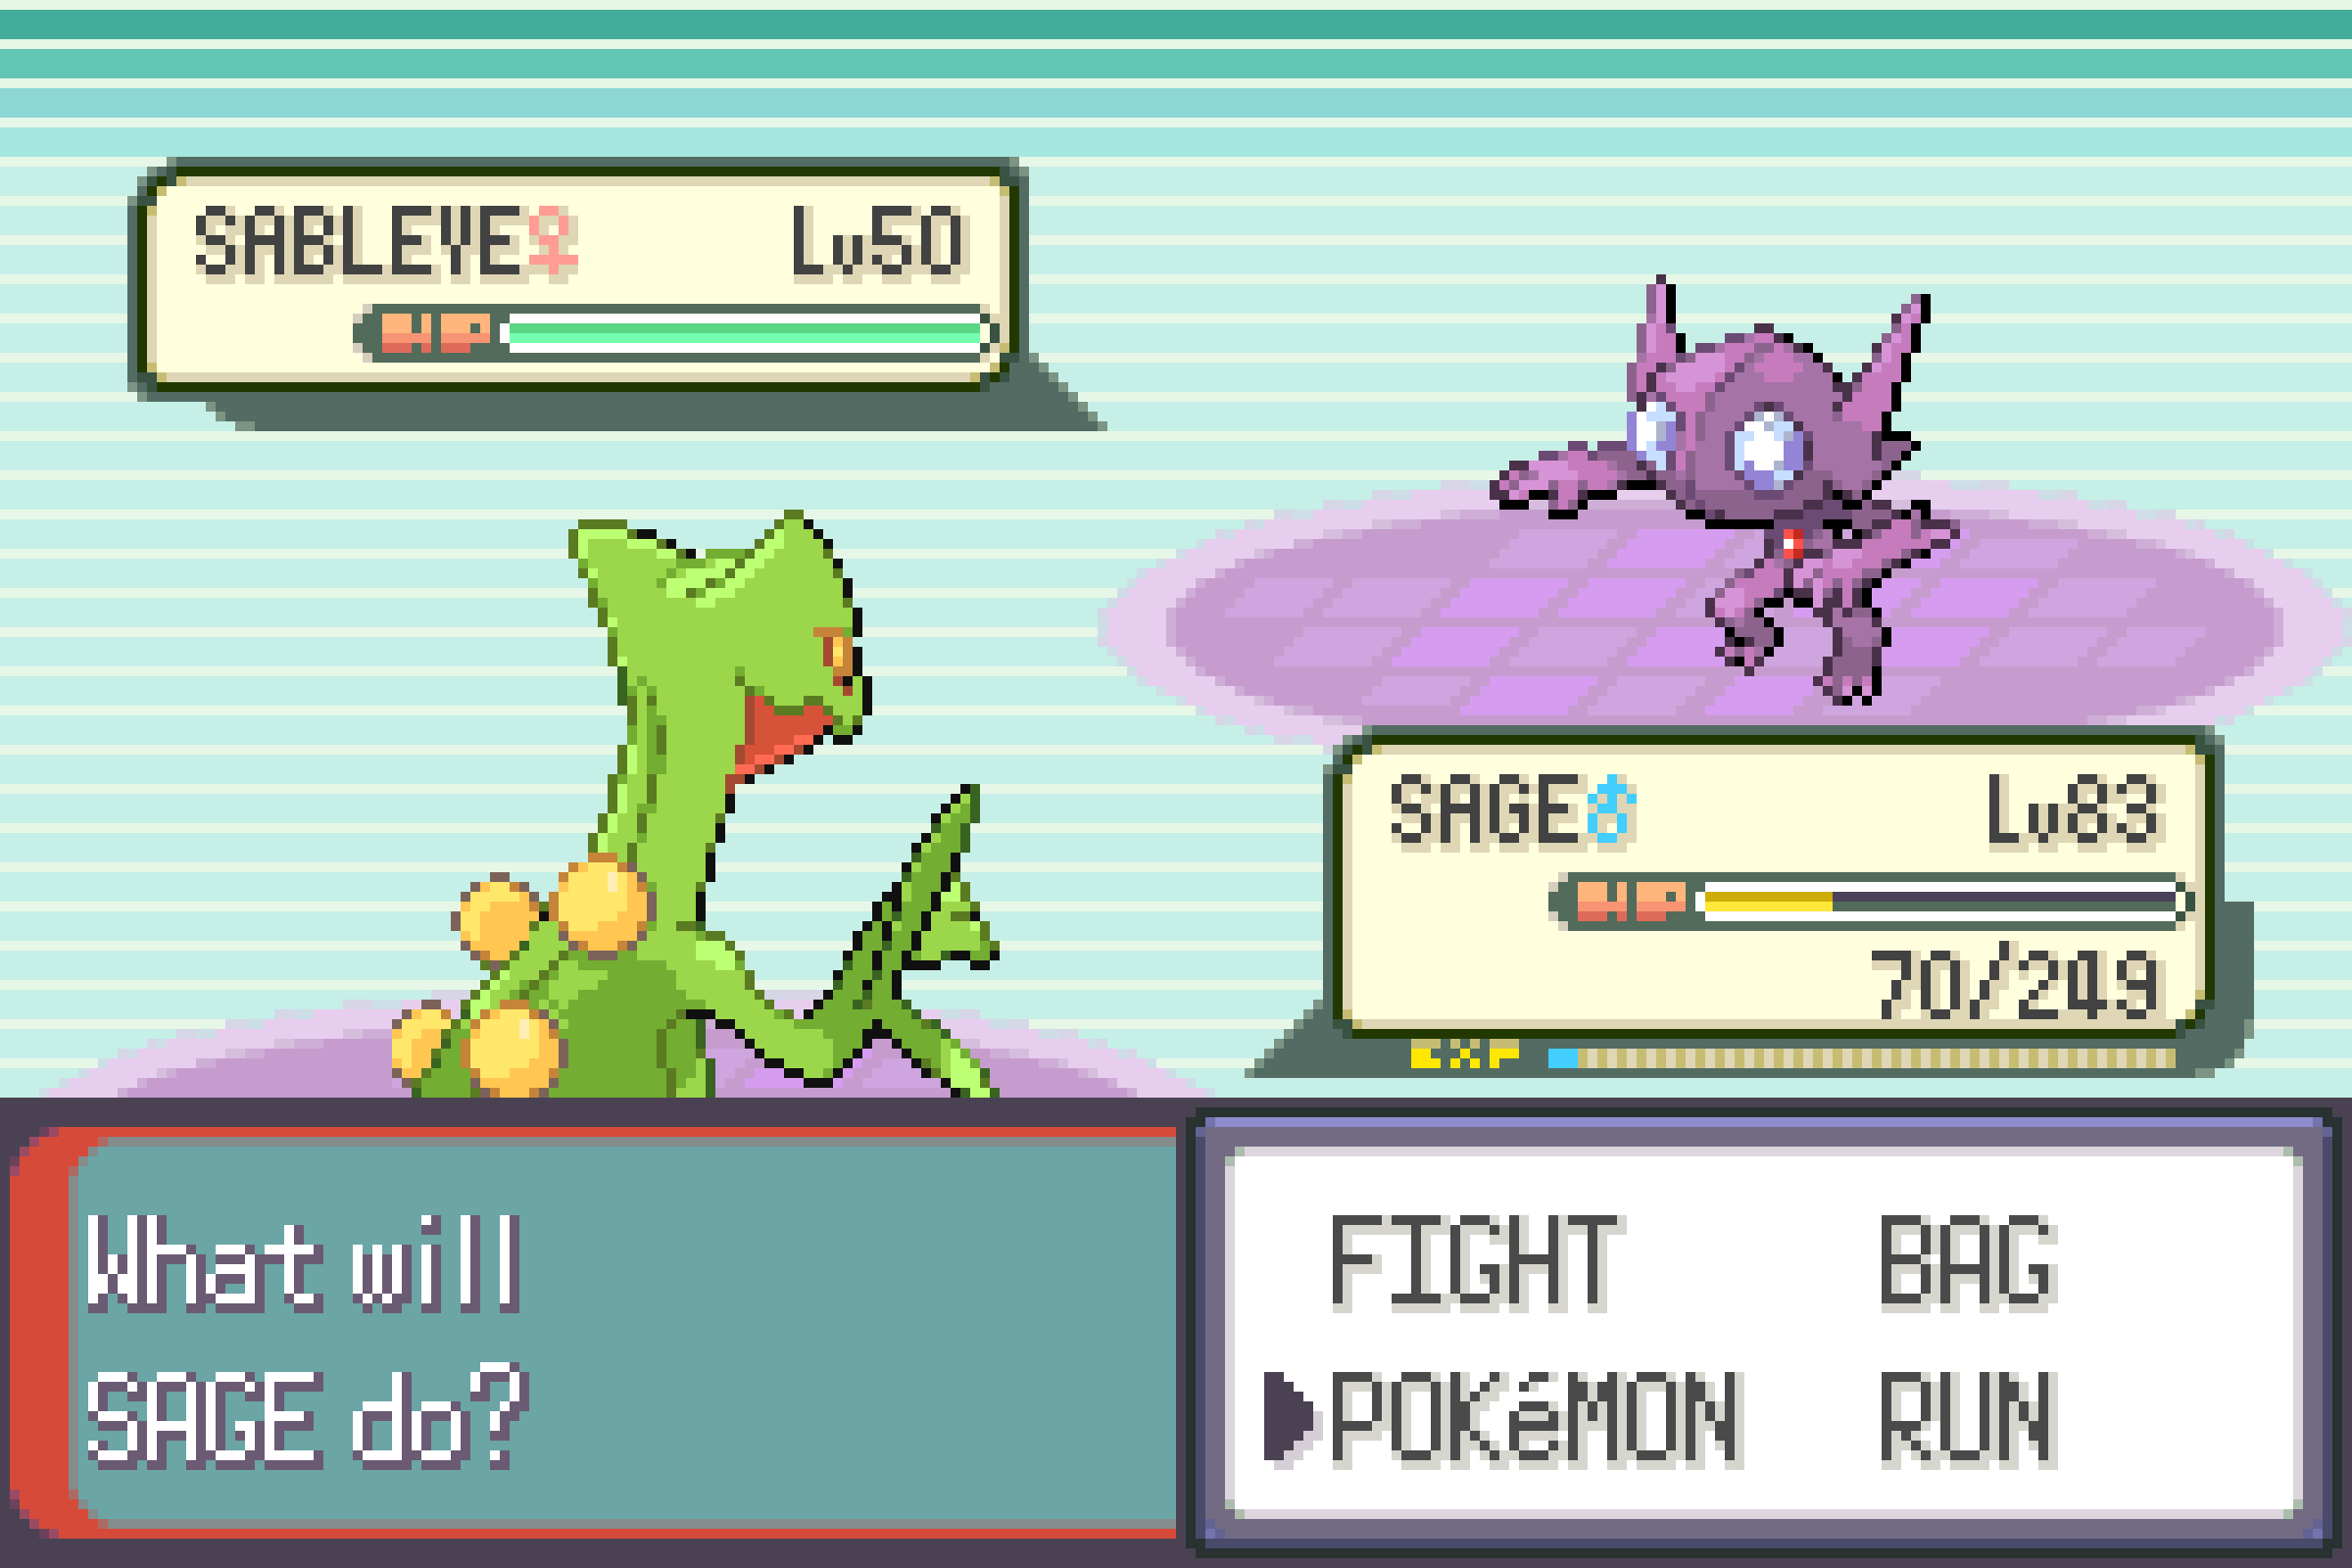 SABLEYE♀ Lv50
HP
SAGE♂ Lv83
HP
70/249
EXP
What will
SAGE do?
FIGHT BAG
POKéMON RUN